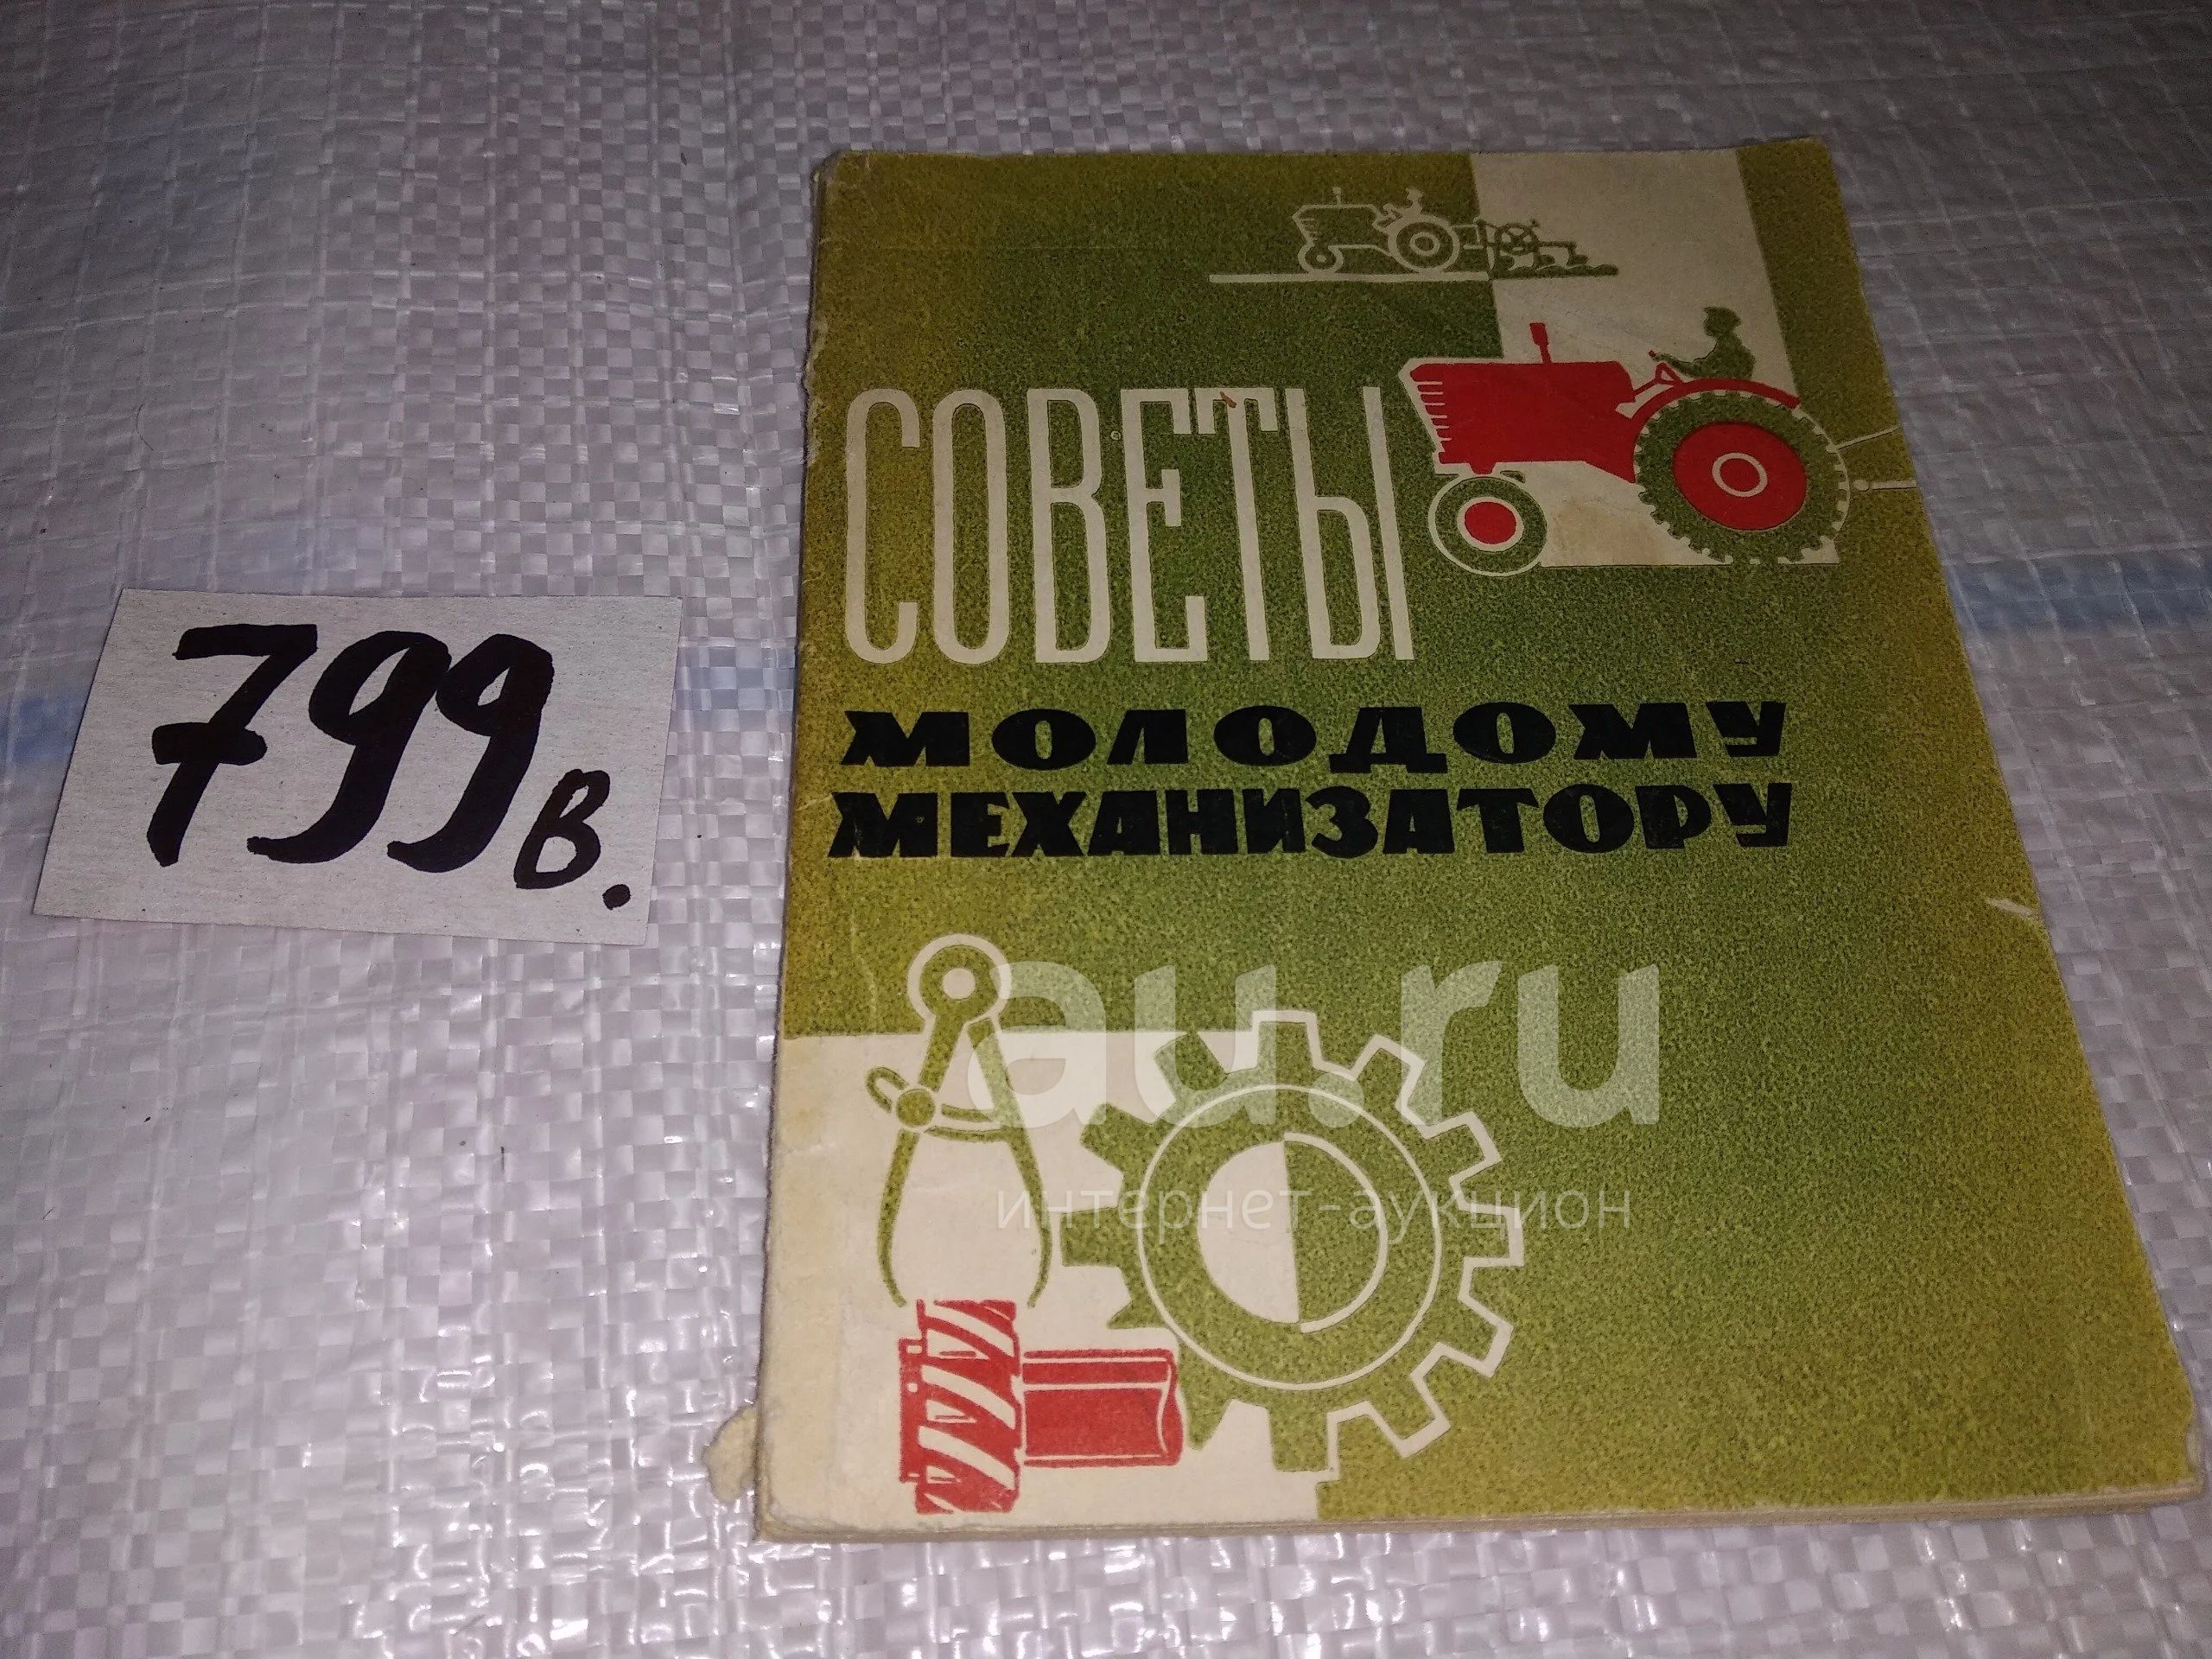 799в.
СОВЕТЫ
МОЛОДОМУ
МЕХАНИЗАТОРУ
au.ru
интернет-аукцион